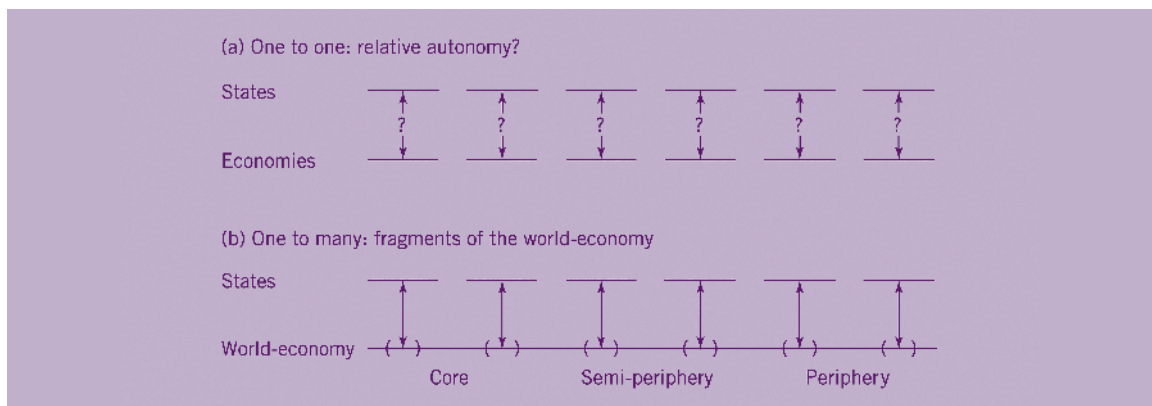 (a) One to one: relative autonomy?
States
? ? ? ? ? ?
Economies
(b) One to many: fragments of the world-economy
States
World-economy ( ) ( ) ( ) ( ) ( ) ( )
Core Semi-periphery Periphery